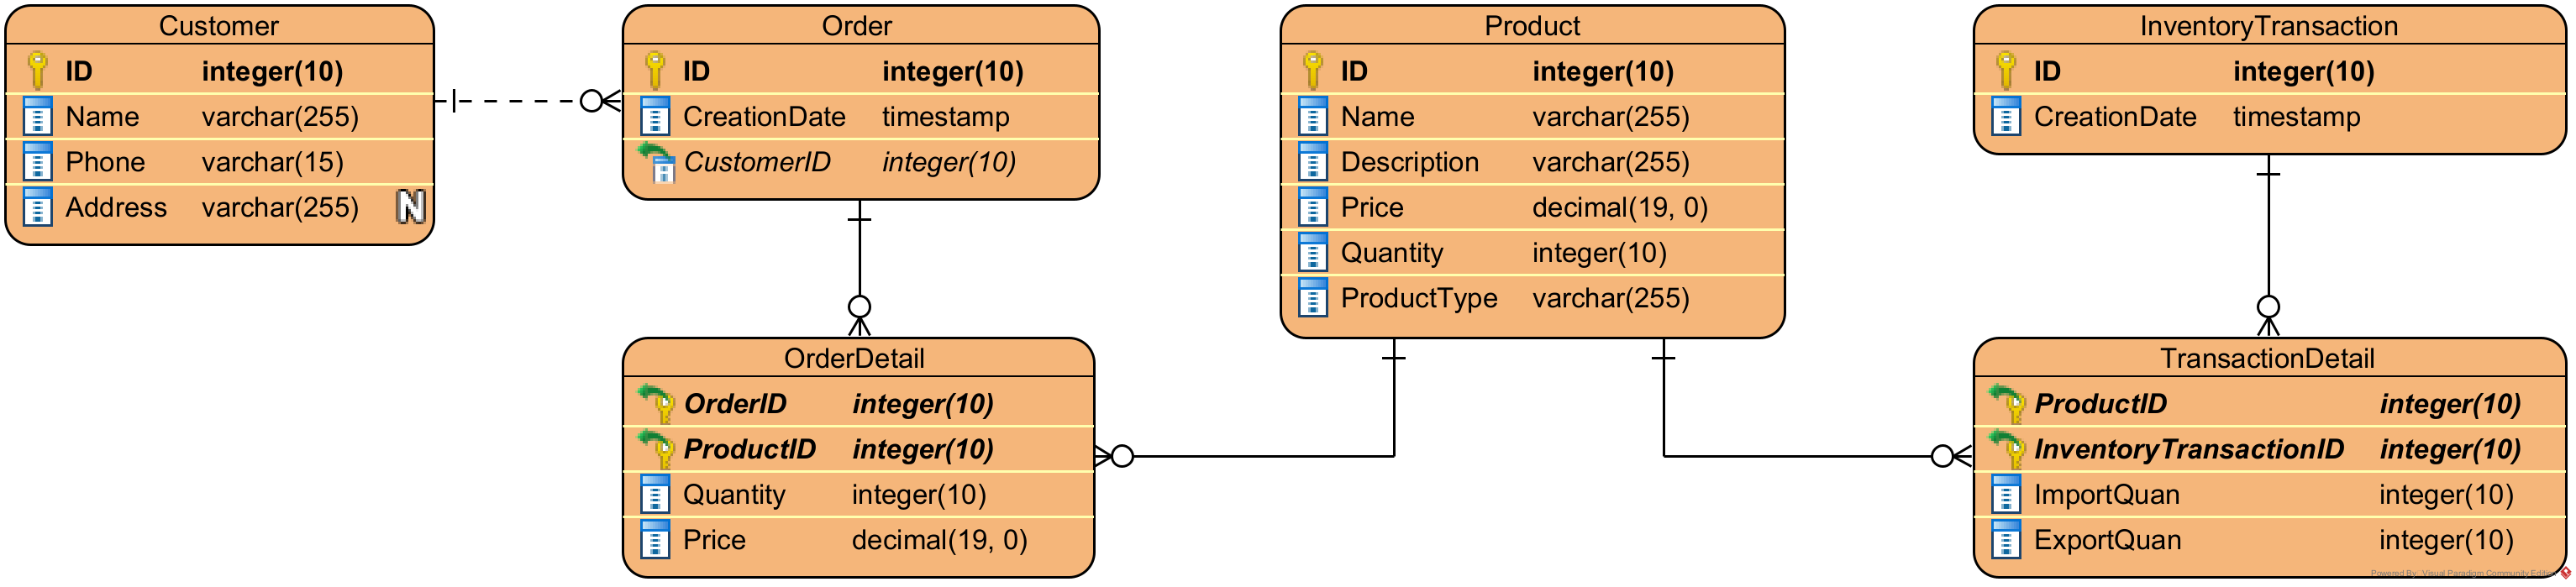 Customer
ID integer(10)
Name varchar(255)
Phone varchar(15)
Address varchar(255) N
Order
ID integer(10)
CreationDate timestamp
CustomerID integer(10)
Product
ID integer(10)
Name varchar(255)
Description varchar(255)
Price decimal(19, 0)
Quantity integer(10)
ProductType varchar(255)
InventoryTransaction
ID integer(10)
CreationDate timestamp
OrderDetail
OrderID integer(10)
ProductID integer(10)
Quantity integer(10)
Price decimal(19, 0)
TransactionDetail
ProductID integer(10)
InventoryTransactionID integer(10)
ImportQuan integer(10)
ExportQuan integer(10)
Powered By Visual Paradigm Community Edition